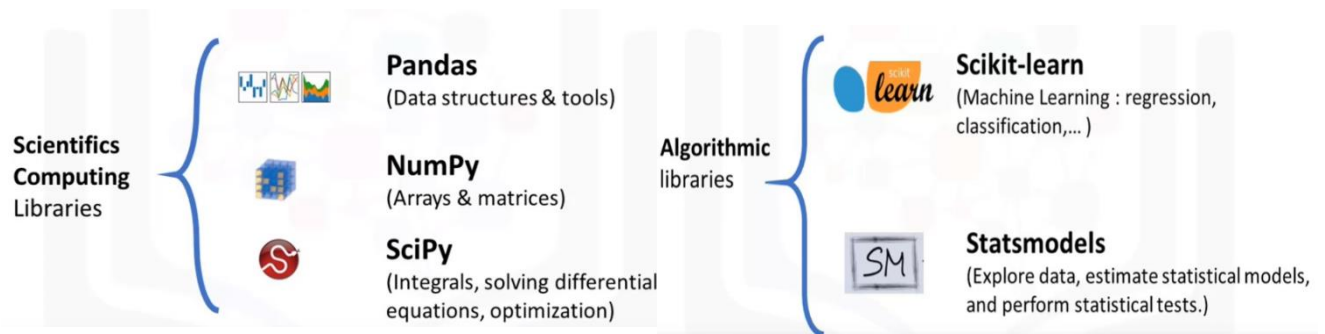 Scientifics
Computing
Libraries
Pandas
(Data structures & tools)
NumPy
(Arrays & matrices)
SciPy
(Integrals, solving differential
equations, optimization)
Algorithmic
libraries
scikit
learn
Scikit-learn
(Machine Learning : regression,
classification,... )
SM
Statsmodels
(Explore data, estimate statistical models,
and perform statistical tests.)